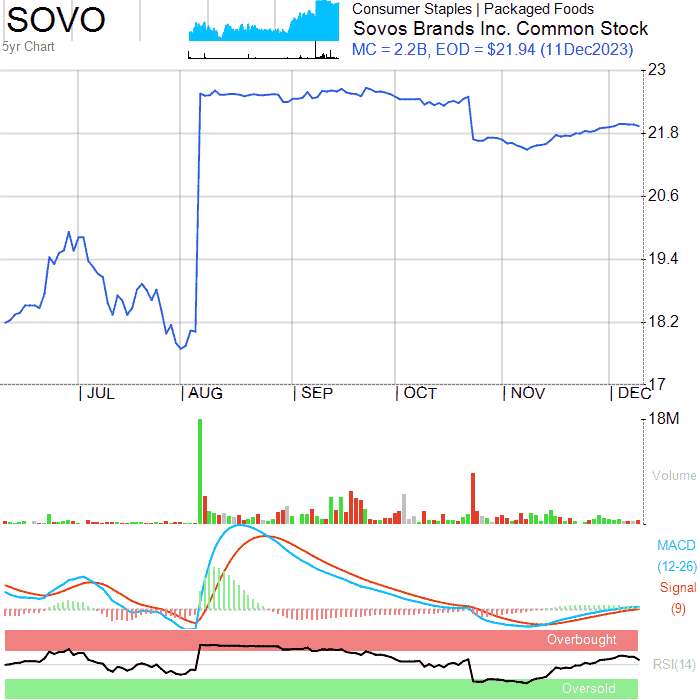 SOVO
5yr Chart
Consumer Staples | Packaged Foods
Sovos Brands Inc. Common Stock
MC = 2.2B, EOD = $21.94 (11Dec2023)
23
21.8
20.6
19.4
18.2
17
|JUL |AUG |SEP |OCT |NOV |DEC
18M
Volume
MACD
(12-26)
Signal
(9)
Overbought
RSI(14)
Oversold